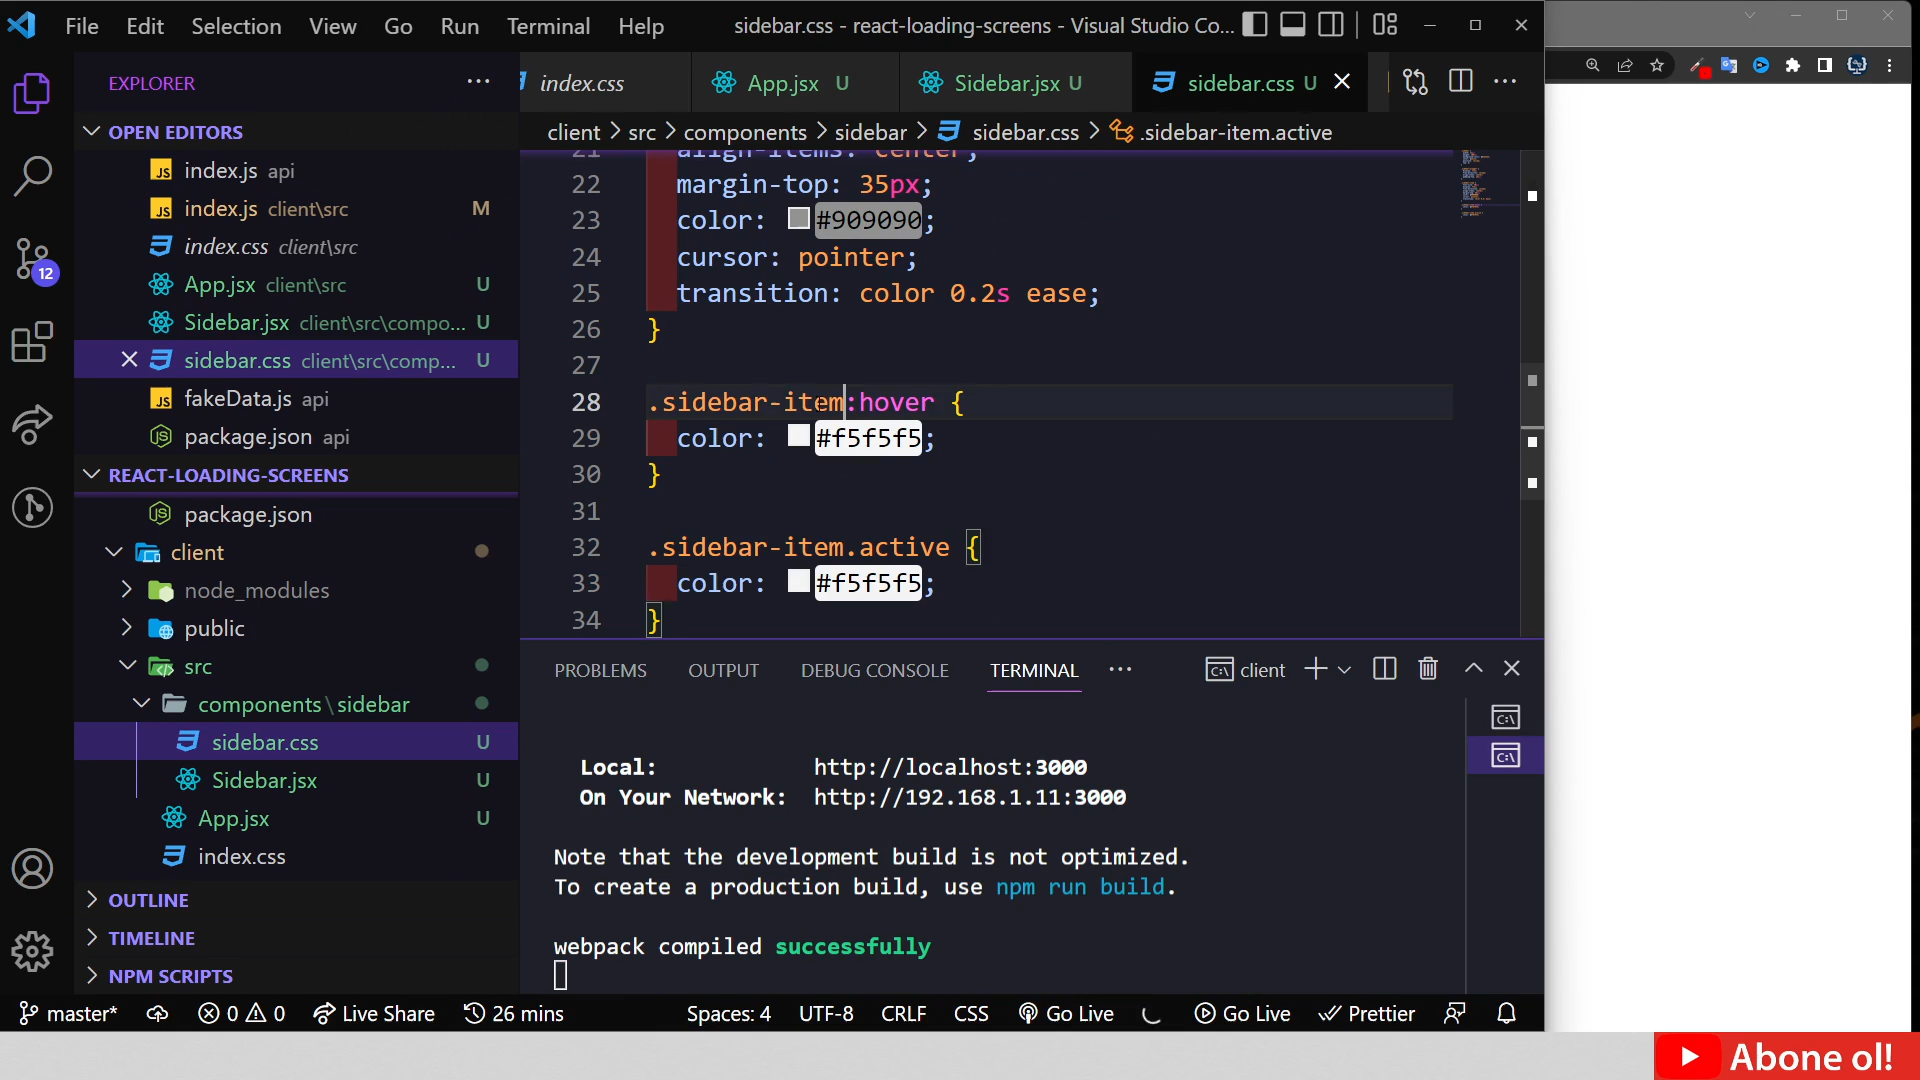 File Edit Selection View Go Run Terminal Help sidebar.css - react-loading-screens - Visual Studio Co...
EXPLORER
OPEN EDITORS
index.js api
index.js client\src M
index.css client\src
App.jsx client\src U
Sidebar.jsx client\src\compo... U
sidebar.css client\src\comp... U
fakeData.js api
package.json api
REACT-LOADING-SCREENS
package.json
client
node_modules
public
src
components\sidebar
sidebar.css U
Sidebar.jsx U
App.jsx U
index.css
OUTLINE
TIMELINE
NPM SCRIPTS
12
index.css App.jsx U Sidebar.jsx U sidebar.css U
client > src > components > sidebar > sidebar.css > .sidebar-item.active
21 align-items: center;
22 margin-top: 35px;
23 color: #909090;
24 cursor: pointer;
25 transition: color 0.2s ease;
26 }
27
28 .sidebar-item:hover {
29 color: #f5f5f5;
30 }
31
32 .sidebar-item.active {
33 color: #f5f5f5;
34 }
PROBLEMS OUTPUT DEBUG CONSOLE TERMINAL client
Local: http://localhost:3000
On Your Network: http://192.168.1.11:3000
Note that the development build is not optimized.
To create a production build, use npm run build.
webpack compiled successfully
master* 0 0 Live Share 26 mins Spaces: 4 UTF-8 CRLF CSS Go Live Go Live Prettier
Abone ol!